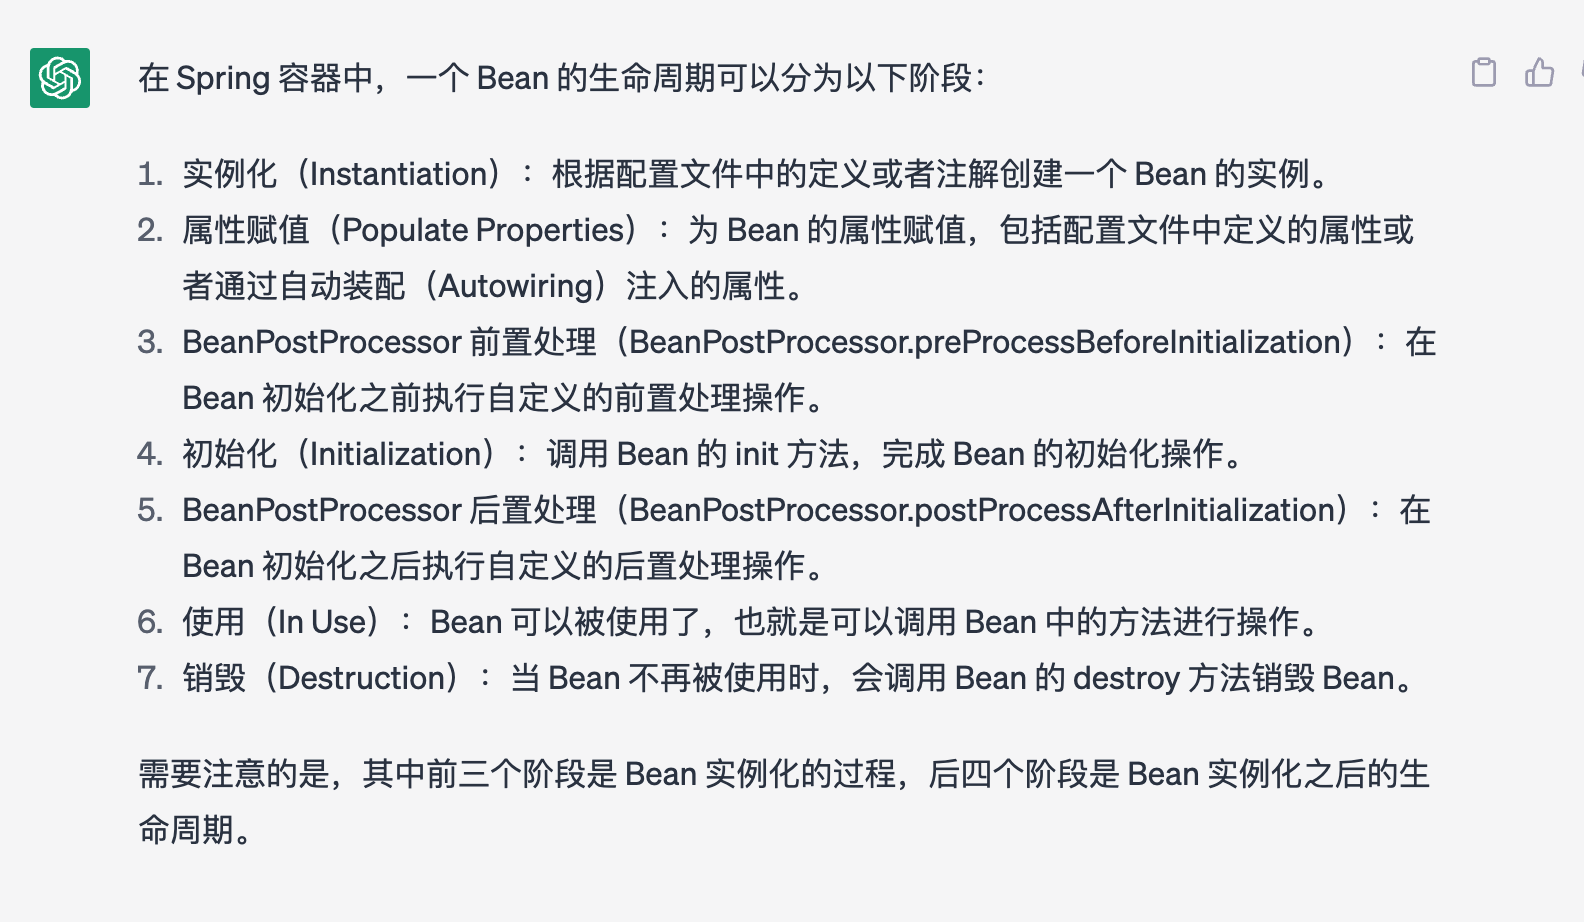 在 Spring 容器中，一个 Bean 的生命周期可以分为以下阶段：
1. 实例化（Instantiation）：根据配置文件中的定义或者注解创建一个 Bean 的实例。
2. 属性赋值（Populate Properties）：为 Bean 的属性赋值，包括配置文件中定义的属性或
者通过自动装配（Autowiring）注入的属性。
3. BeanPostProcessor 前置处理（BeanPostProcessor.preProcessBeforeInitialization）：在
Bean 初始化之前执行自定义的前置处理操作。
4. 初始化（Initialization）：调用 Bean 的 init 方法，完成 Bean 的初始化操作。
5. BeanPostProcessor 后置处理（BeanPostProcessor.postProcessAfterInitialization）：在
Bean 初始化之后执行自定义的后置处理操作。
6. 使用（In Use）：Bean 可以被使用了，也就是可以调用 Bean 中的方法进行操作。
7. 销毁（Destruction）：当 Bean 不再被使用时，会调用 Bean 的 destroy 方法销毁 Bean。
需要注意的是，其中前三个阶段是 Bean 实例化的过程，后四个阶段是 Bean 实例化之后的生
命周期。